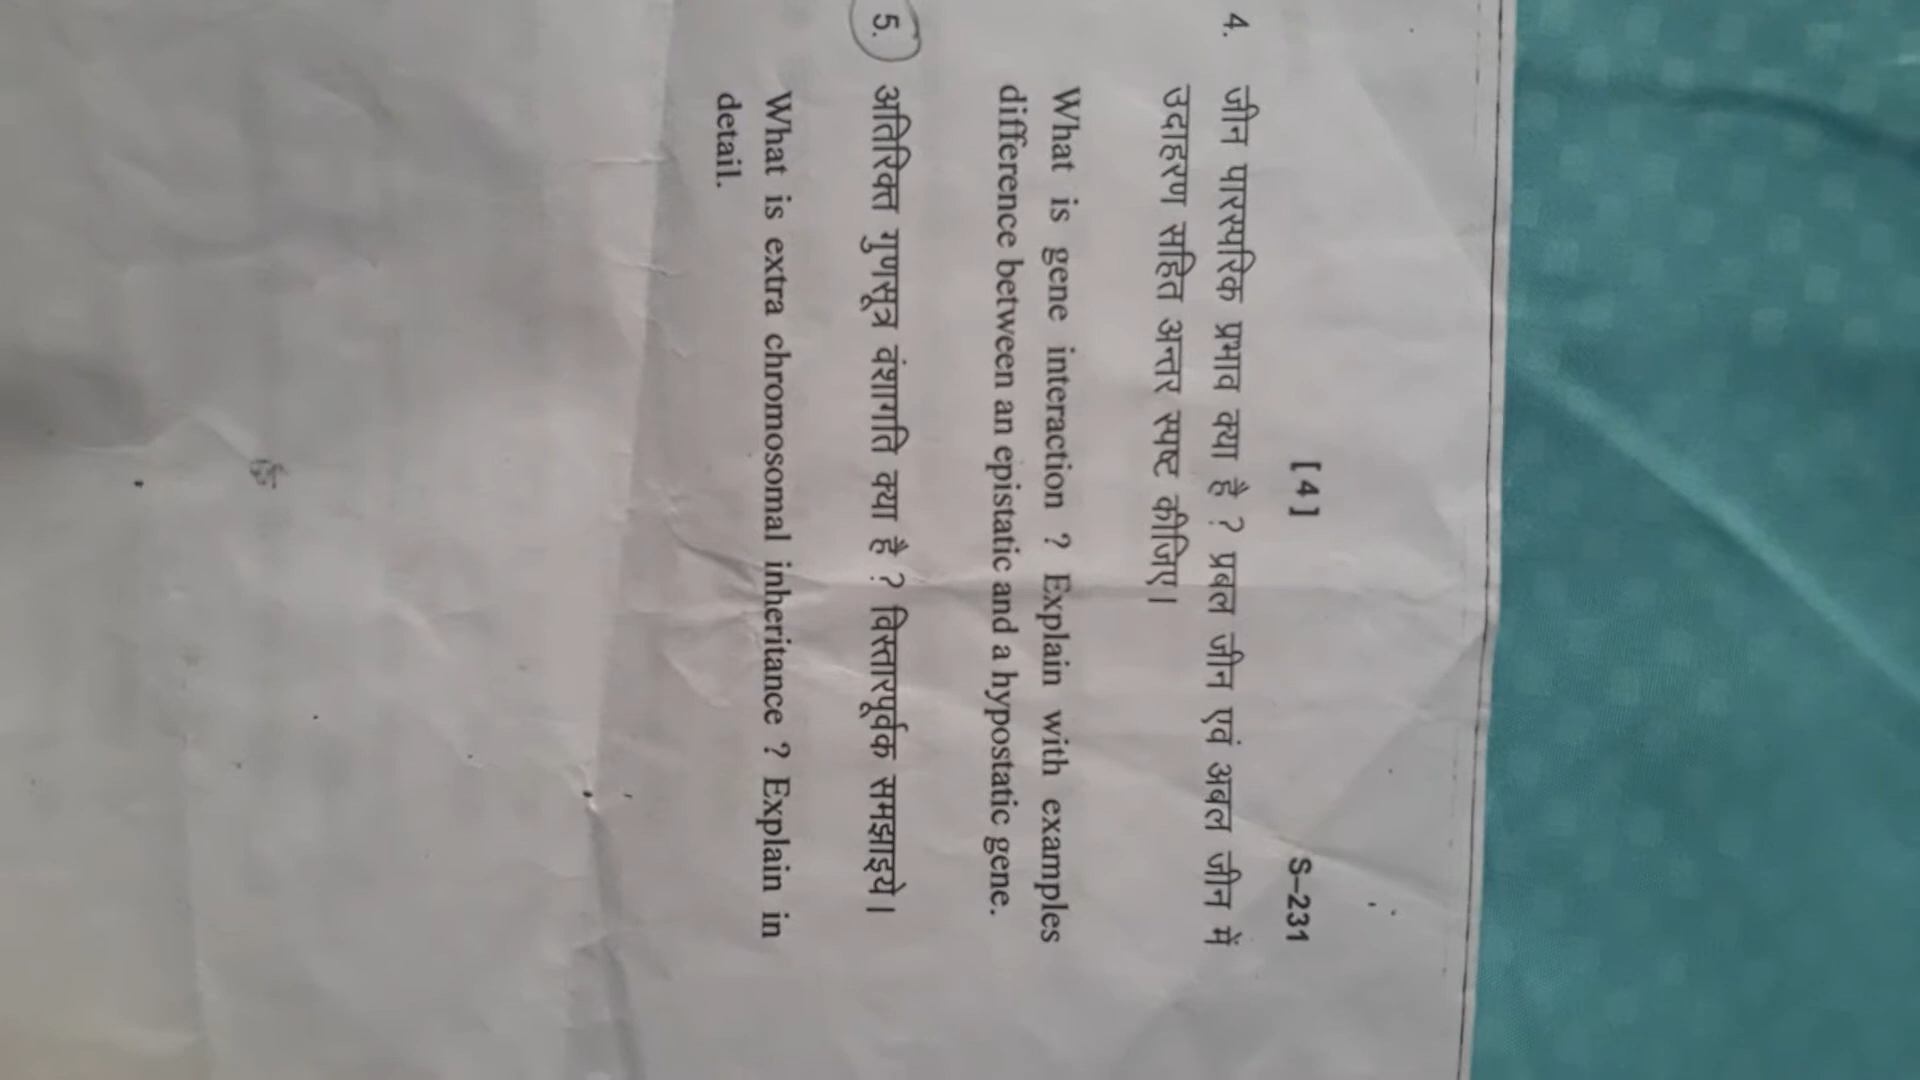 [ 4 ] S–231
4. जीन पारस्परिक प्रभाव क्या है ? प्रबल जीन एवं अबल जीन में
उदाहरण सहित अन्तर स्पष्ट कीजिए।
What is gene interaction ? Explain with examples
difference between an epistatic and a hypostatic gene.
5. अतिरिक्त गुणसूत्र वंशागति क्या है ? विस्तारपूर्वक समझाइये।
What is extra chromosomal inheritance ? Explain in
detail.